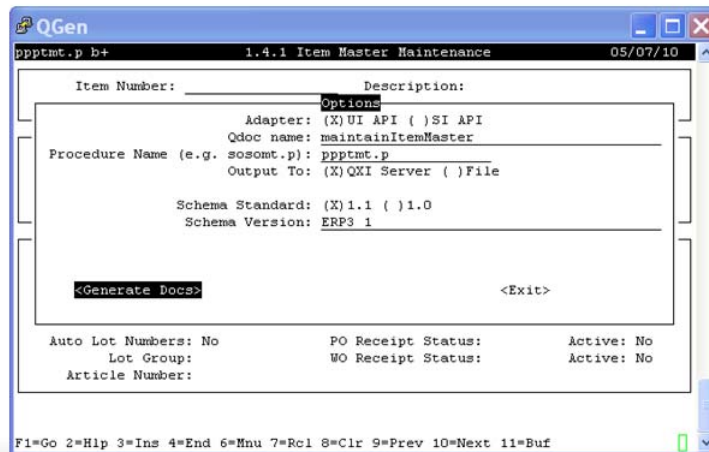 QGen
ppptmt.p b+ 1.4.1 Item Master Maintenance 05/07/10
Item Number: Description:
Options
Adapter: (X)UI API ( )SI API
Qdoc name: maintainItemMaster
Procedure Name (e.g. sosomt.p): ppptmt.p
Output To: (X)QXI Server ( )File
Schema Standard: (X)1.1 ( )1.0
Schema Version: ERP3_1
<Generate Docs> <Exit>
Auto Lot Numbers: No PO Receipt Status: Active: No
Lot Group: WO Receipt Status: Active: No
Article Number:
F1=Go 2=Hlp 3=Ins 4=End 6=Mnu 7=Rcl 8=Clr 9=Prev 10=Next 11=Buf